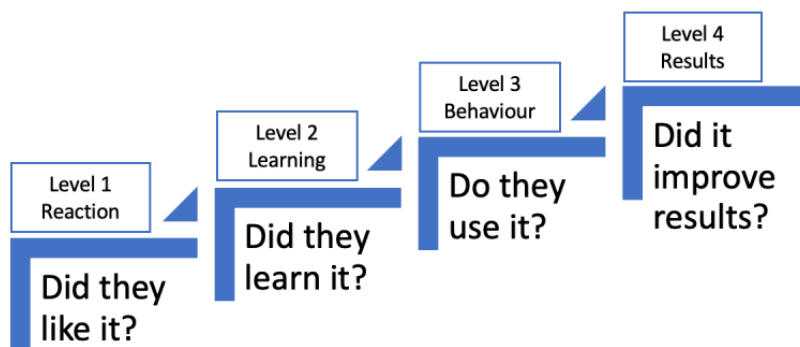 Level 1
Reaction
Did they
like it?
Level 2
Learning
Did they
learn it?
Level 3
Behaviour
Do they
use it?
Level 4
Results
Did it
improve
results?